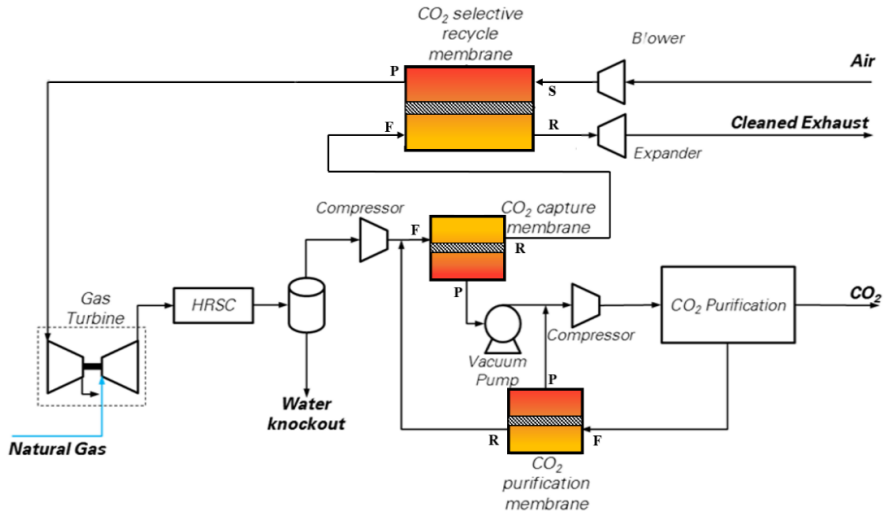 CO2 selective
recycle
membrane
Blower
Air
P
S
F
R
Cleaned Exhaust
Expander
Compressor
F
CO2 capture
membrane
R
P
Gas
Turbine
HRSC
CO2 Purification
CO2
Compressor
Vacuum
Pump
P
Water
knockout
R
F
Natural Gas
CO2
purification
membrane